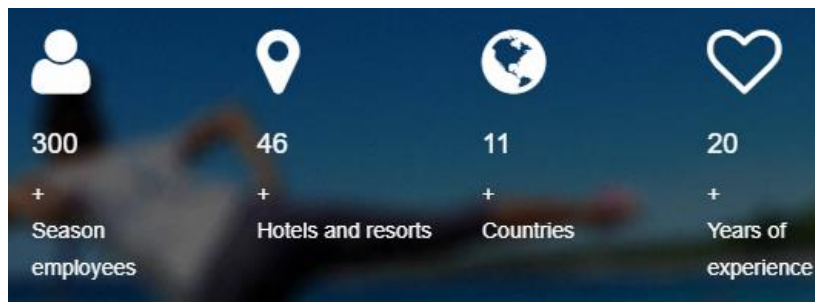 300
+
Season
employees
46
+
Hotels and resorts
11
+
Countries
20
+
Years of
experience